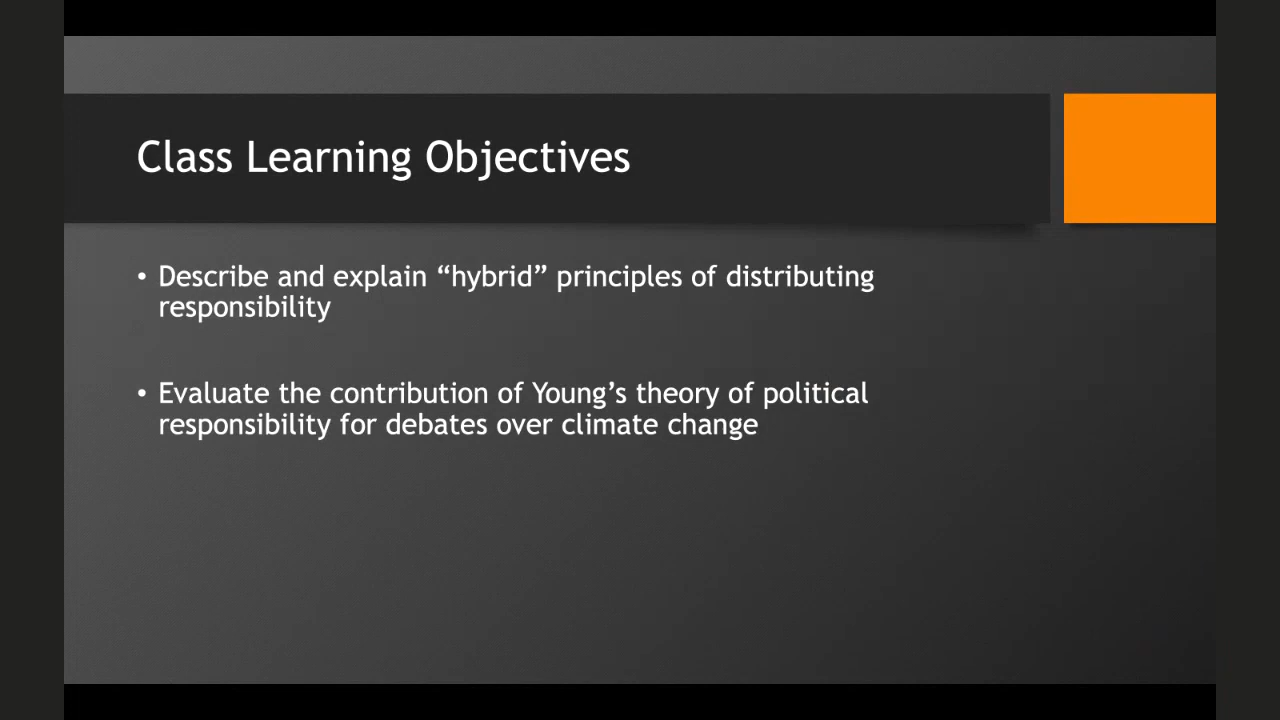 Class Learning Objectives
• Describe and explain “hybrid” principles of distributing
responsibility
• Evaluate the contribution of Young’s theory of political
responsibility for debates over climate change